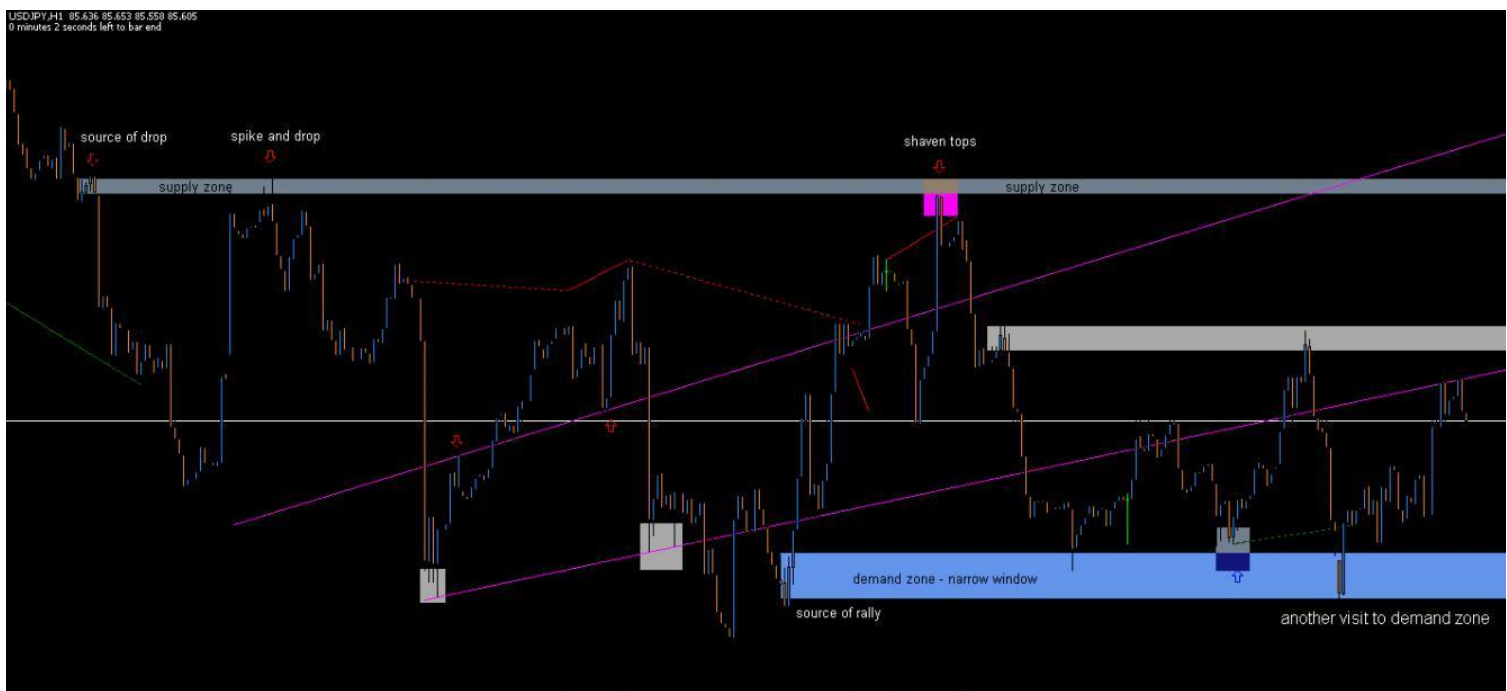 USDJPY,H1 85.636 85.653 85.558 85.605
0 minutes 2 seconds left to bar end
source of drop
spike and drop
shaven tops
supply zone
supply zone
demand zone - narrow window
source of rally
another visit to demand zone